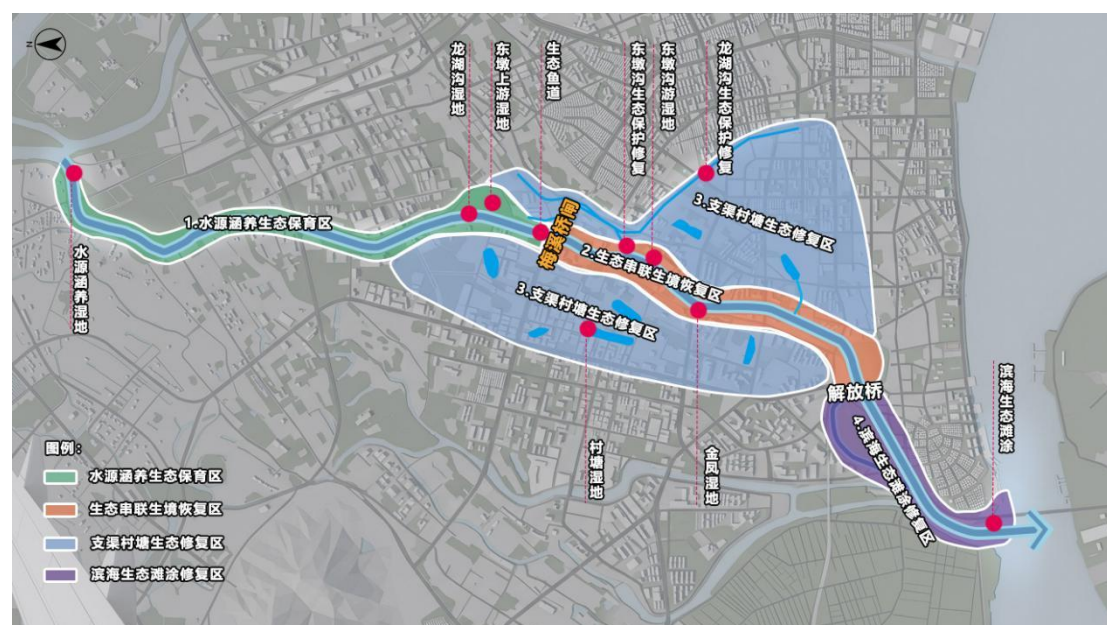 N
龙湖沟湿地
东墩上游湿地
生态鱼道
东墩沟生态保护修复
东墩沟游湿地
龙湖沟生态保护修复
1.水源涵养生态保育区
梅溪桥闸
2.生态串联生境恢复区
3.支渠村塘生态修复区
3.支渠村塘生态修复区
水源涵养湿地
解放桥
4.滨海生态滩涂修复区
滨海生态滩涂
村塘湿地
金凤湿地
图例：
水源涵养生态保育区
生态串联生境恢复区
支渠村塘生态修复区
滨海生态滩涂修复区